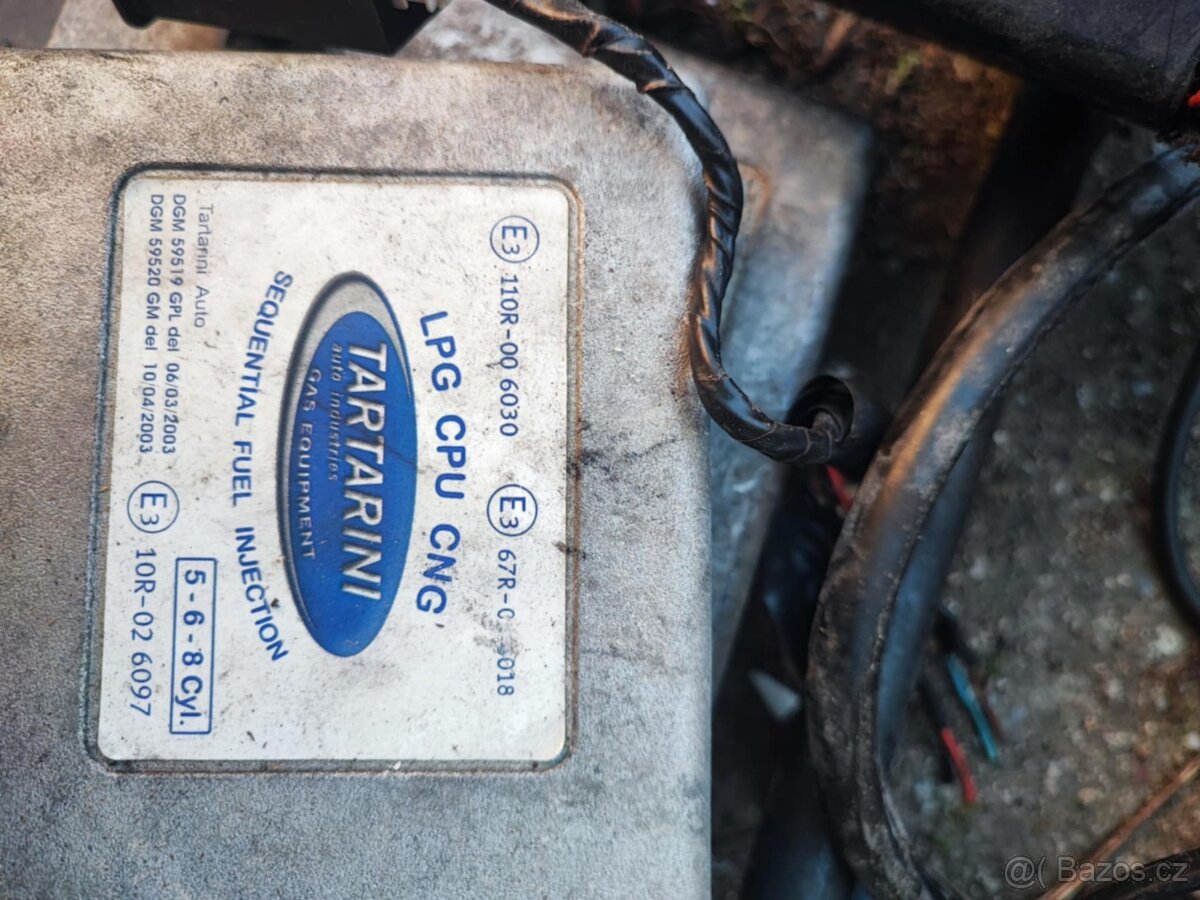 E3 110R-00 6030 E3 67R-0 018
LPG CPU CNG
TARTARINI
auto industries
GAS EQUIPMENT
SEQUENTIAL FUEL INJECTION
Tartarini Auto
5-6-8 Cyl.
DGM 59519 GPL del 06/03/2003
DGM 59520 GM del 10/04/2003
E3 10R-02 6097
Bazos.cz